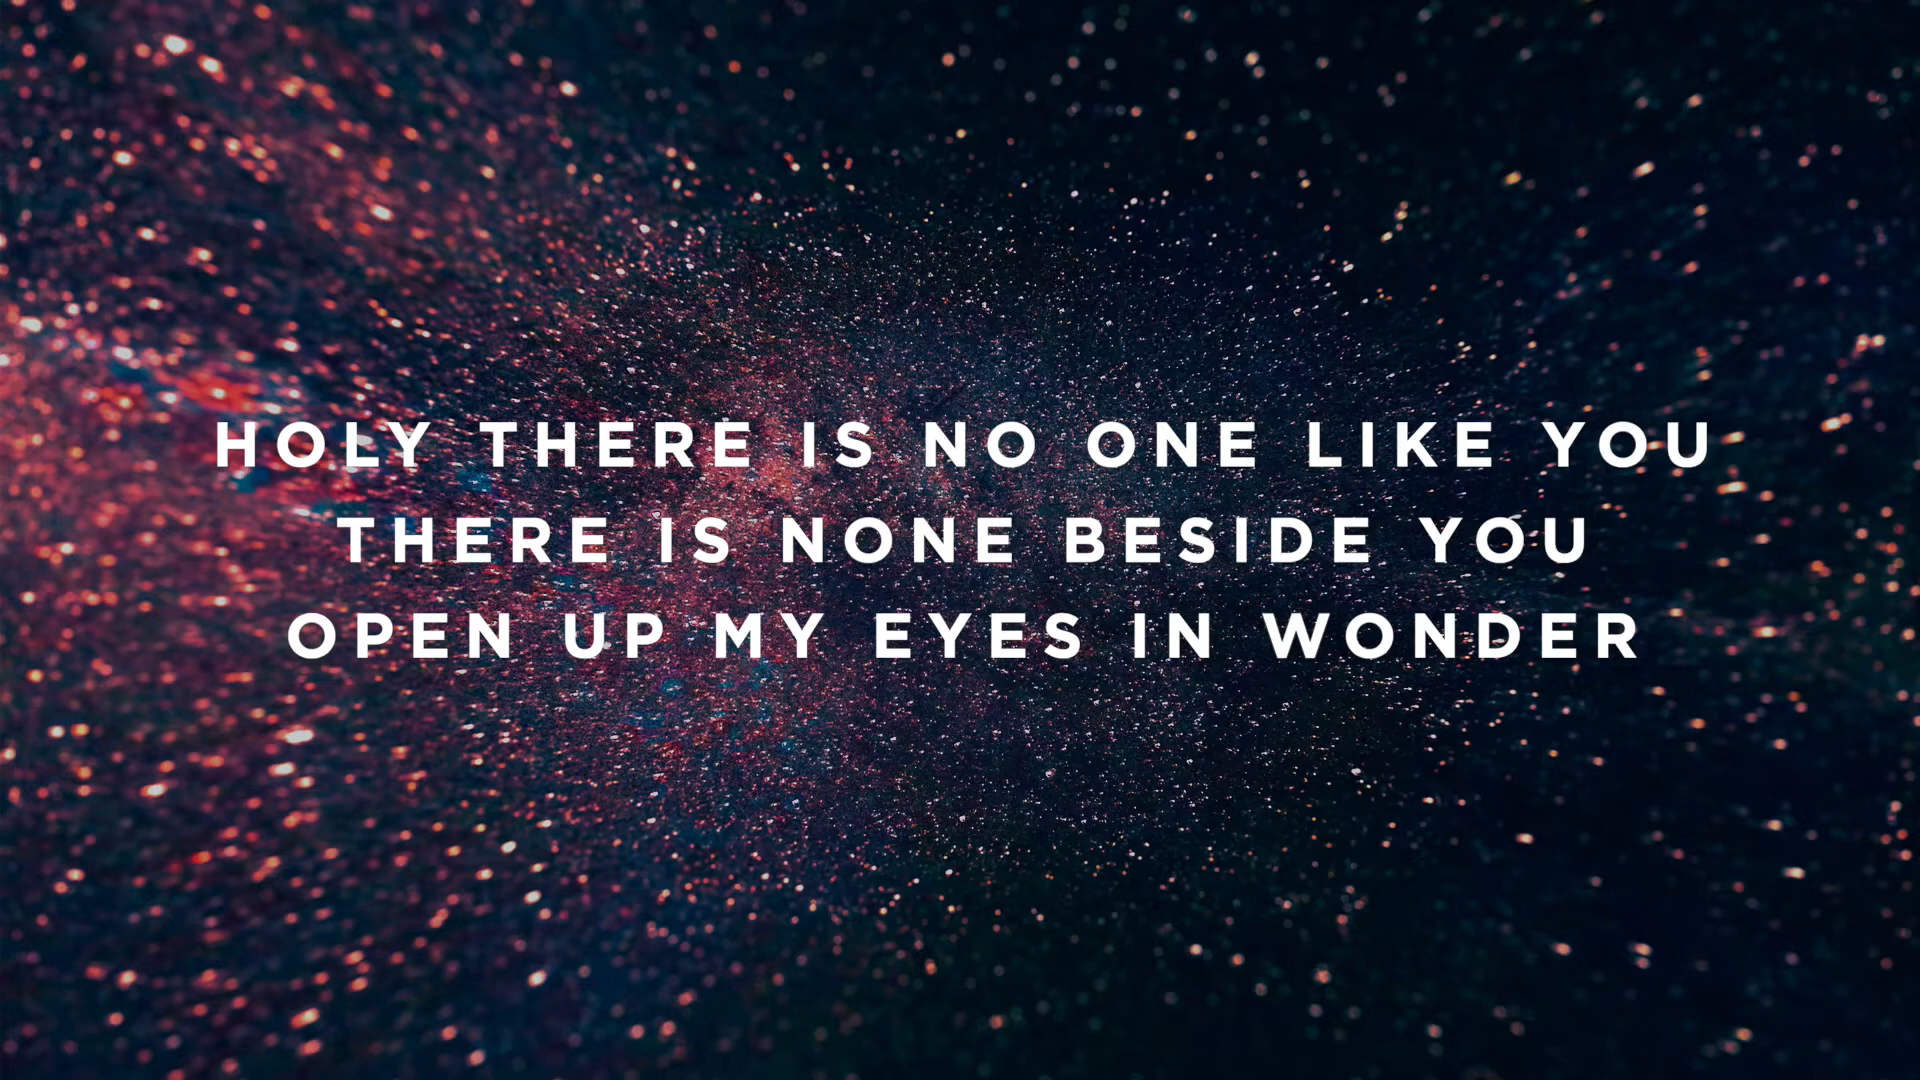 HOLY THERE IS NO ONE LIKE YOU
THERE IS NONE BESIDE YOU
OPEN UP MY EYES IN WONDER